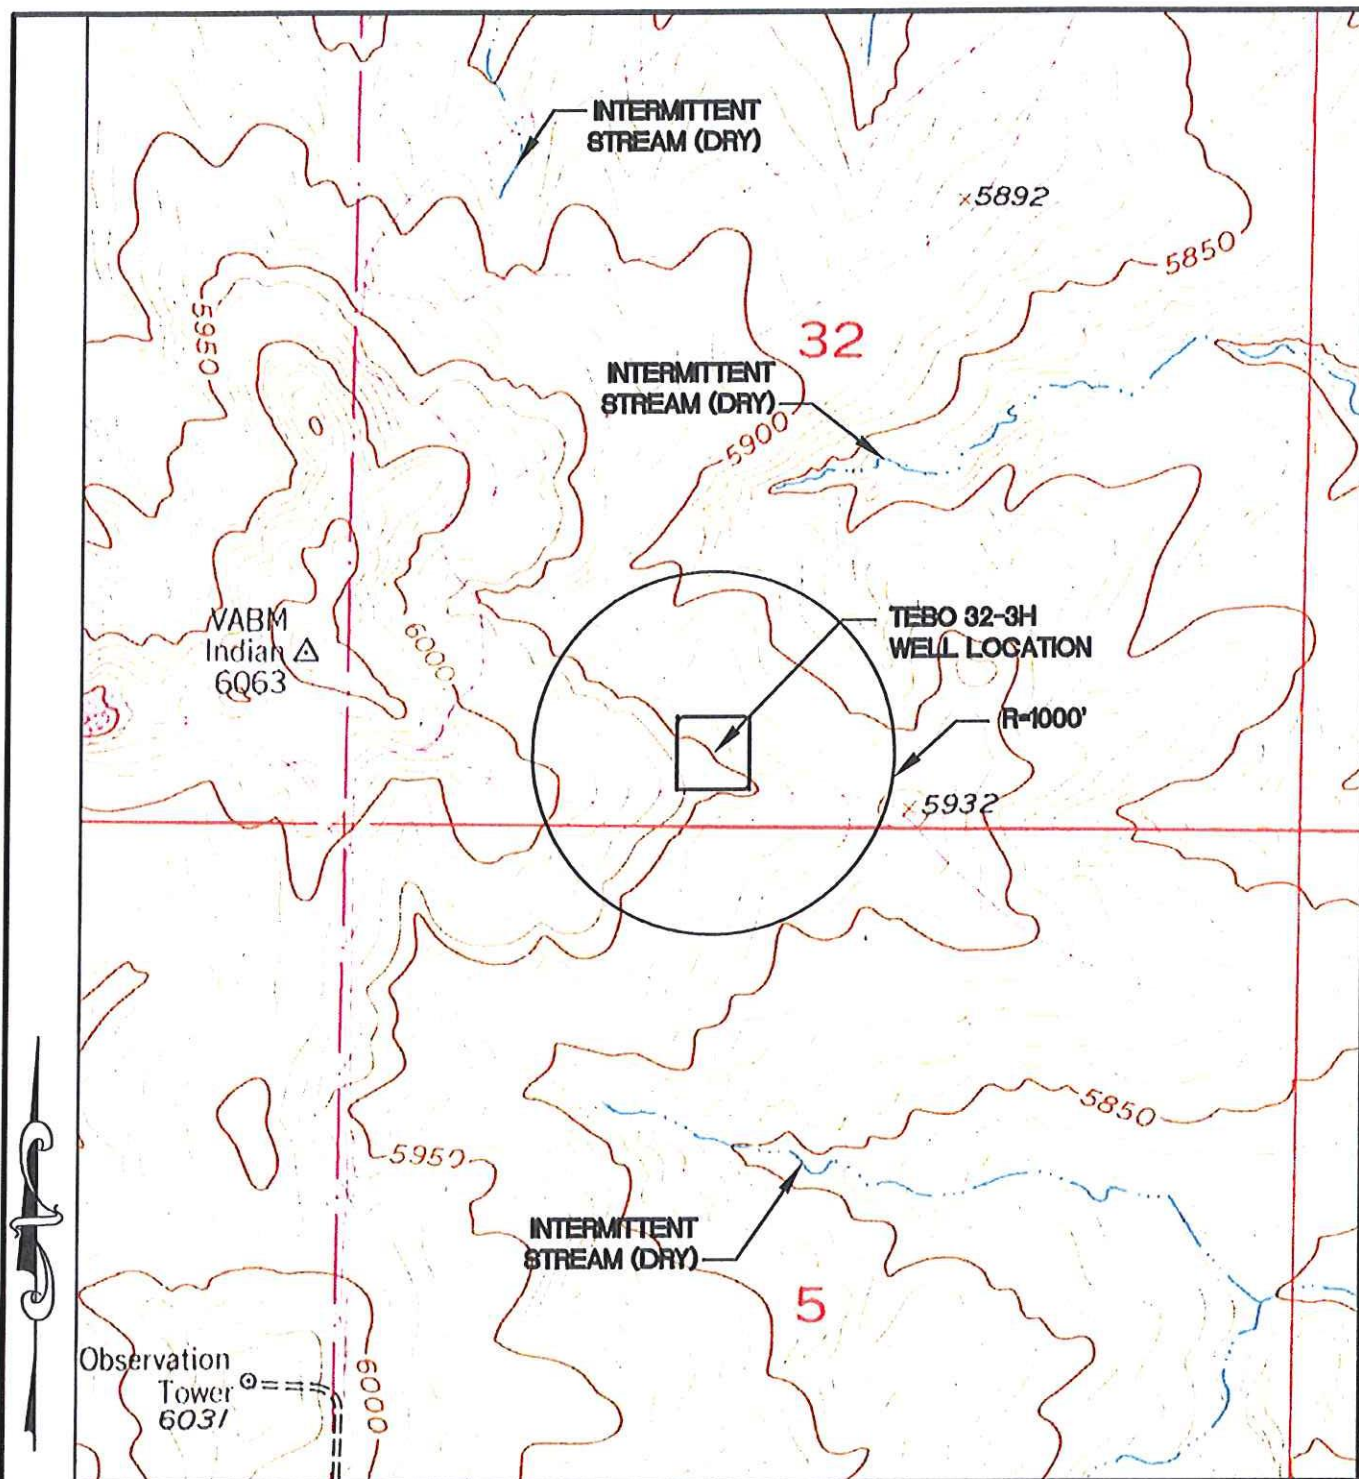 INTERMITTENT
STREAM (DRY)
5892
5850
5950
32
INTERMITTENT
STREAM (DRY)
5900
VABM
Indian
6063
6000
TEBO 32-3H
WELL LOCATION
R=1000'
5932
5850
5950
INTERMITTENT
STREAM (DRY)
5
Observation
Tower
6031
6000